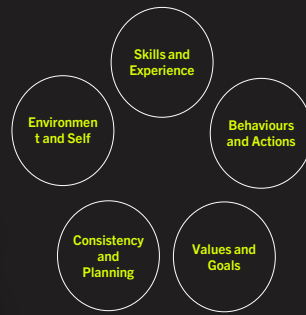 Skills and
Experience
Environmen
t and Self
Behaviours
and Actions
Consistency
and
Planning
Values and
Goals